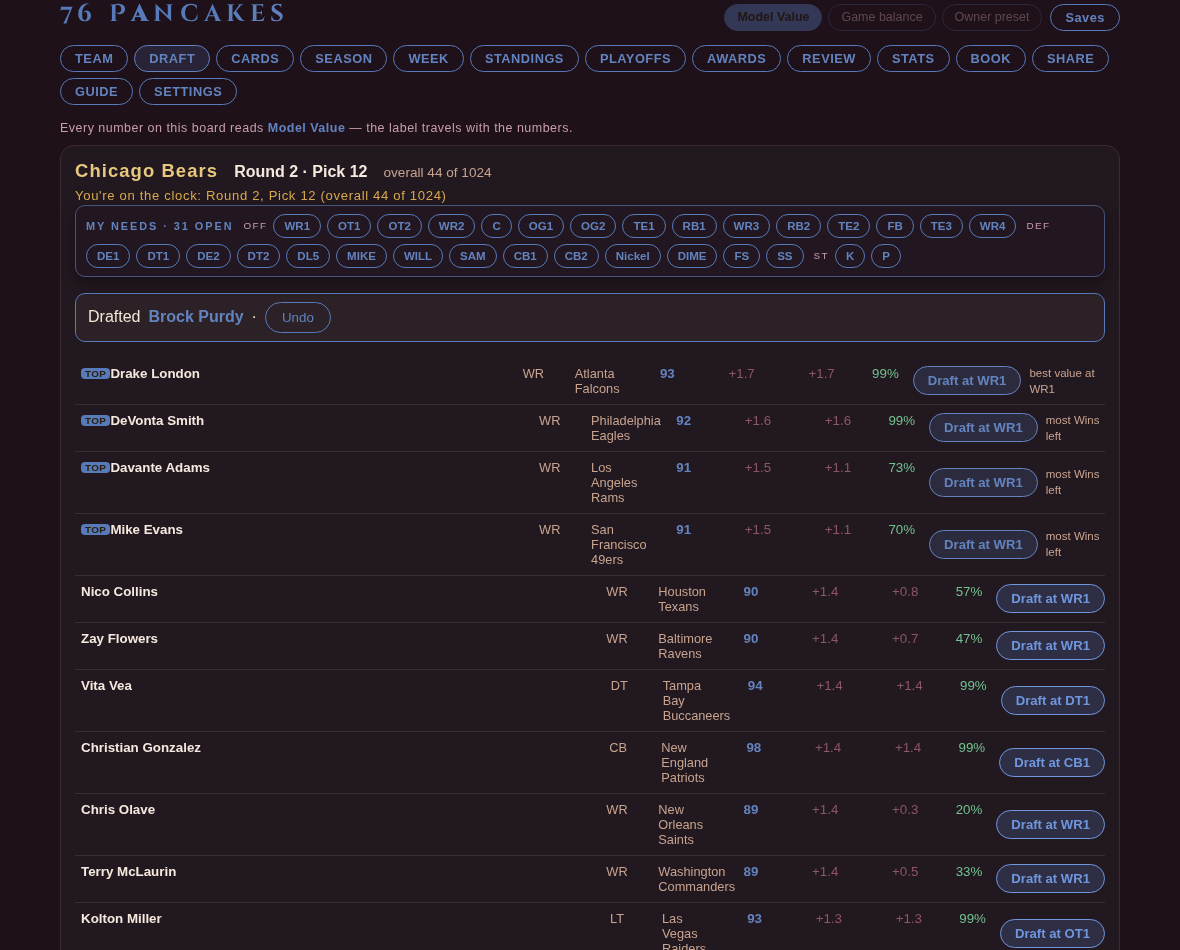 76 PANCAKES
Model Value Game balance Owner preset Saves
TEAM DRAFT CARDS SEASON WEEK STANDINGS PLAYOFFS AWARDS REVIEW STATS BOOK SHARE
GUIDE SETTINGS
Every number on this board reads Model Value — the label travels with the numbers.
Chicago Bears Round 2 · Pick 12 overall 44 of 1024
You're on the clock: Round 2, Pick 12 (overall 44 of 1024)
MY NEEDS · 31 OPEN OFF WR1 OT1 OT2 WR2 C OG1 OG2 TE1 RB1 WR3 RB2 TE2 FB TE3 WR4 DEF
DE1 DT1 DE2 DT2 DL5 MIKE WILL SAM CB1 CB2 Nickel DIME FS SS ST K P
Drafted Brock Purdy · Undo
TOP Drake London WR Atlanta Falcons 93 +1.7 +1.7 99% Draft at WR1 best value at WR1
TOP DeVonta Smith WR Philadelphia Eagles 92 +1.6 +1.6 99% Draft at WR1 most Wins left
TOP Davante Adams WR Los Angeles Rams 91 +1.5 +1.1 73% Draft at WR1 most Wins left
TOP Mike Evans WR San Francisco 49ers 91 +1.5 +1.1 70% Draft at WR1 most Wins left
Nico Collins WR Houston Texans 90 +1.4 +0.8 57% Draft at WR1
Zay Flowers WR Baltimore Ravens 90 +1.4 +0.7 47% Draft at WR1
Vita Vea DT Tampa Bay Buccaneers 94 +1.4 +1.4 99% Draft at DT1
Christian Gonzalez CB New England Patriots 98 +1.4 +1.4 99% Draft at CB1
Chris Olave WR New Orleans Saints 89 +1.4 +0.3 20% Draft at WR1
Terry McLaurin WR Washington Commanders 89 +1.4 +0.5 33% Draft at WR1
Kolton Miller LT Las Vegas Raiders 93 +1.3 +1.3 99% Draft at OT1